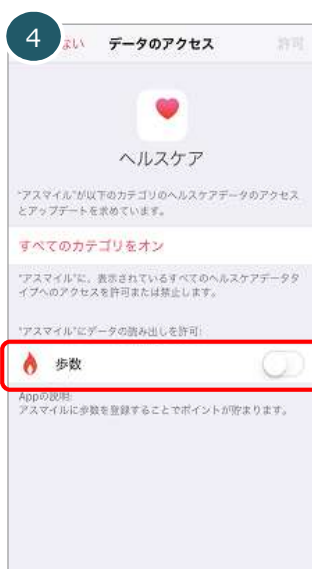 4
ない データのアクセス 許可
ヘルスケア
"アスマイル"が以下のカテゴリのヘルスケアデータのアクセス
とアップデートを求めています。
すべてのカテゴリをオン
"アスマイル"に、表示されているすべてのヘルスケアデータタ
イプへのアクセスを許可または禁止します。
"アスマイル"にデータの読み出しを許可:
歩数
Appの説明:
アスマイルに歩数を登録することでポイントが貯まります。